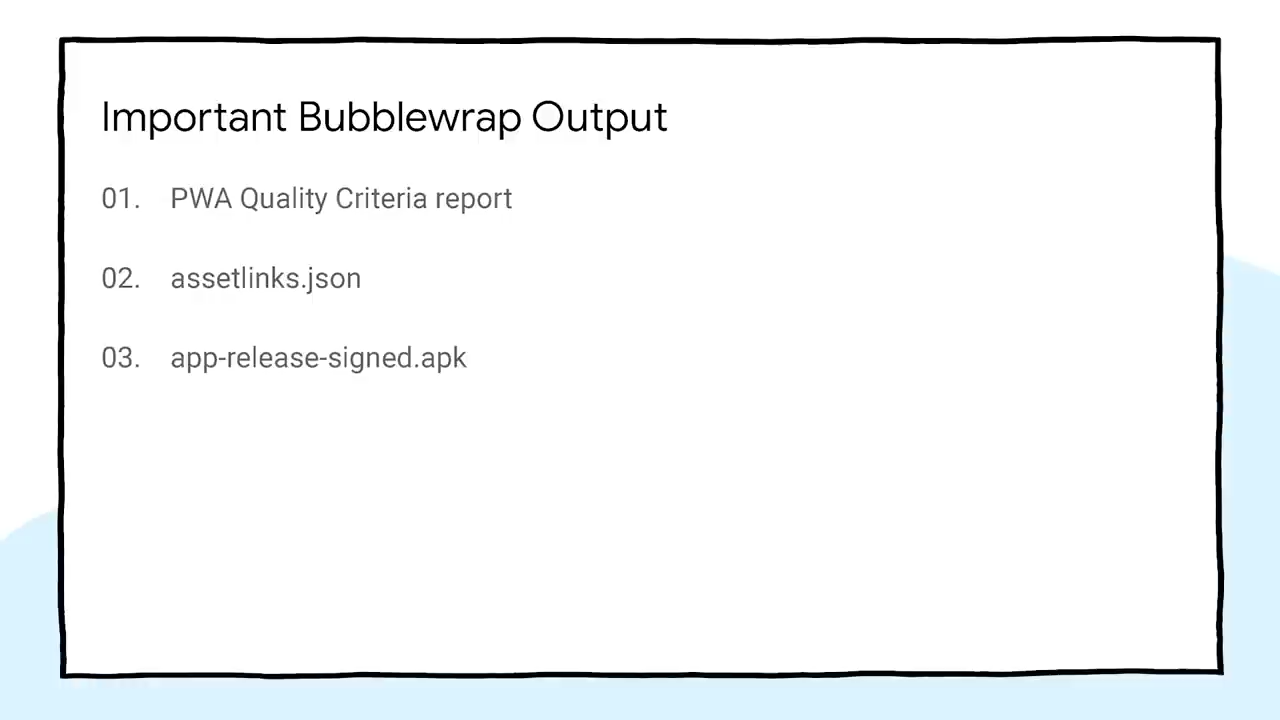 Important Bubblewrap Output
01. PWA Quality Criteria report
02. assetlinks.json
03. app-release-signed.apk